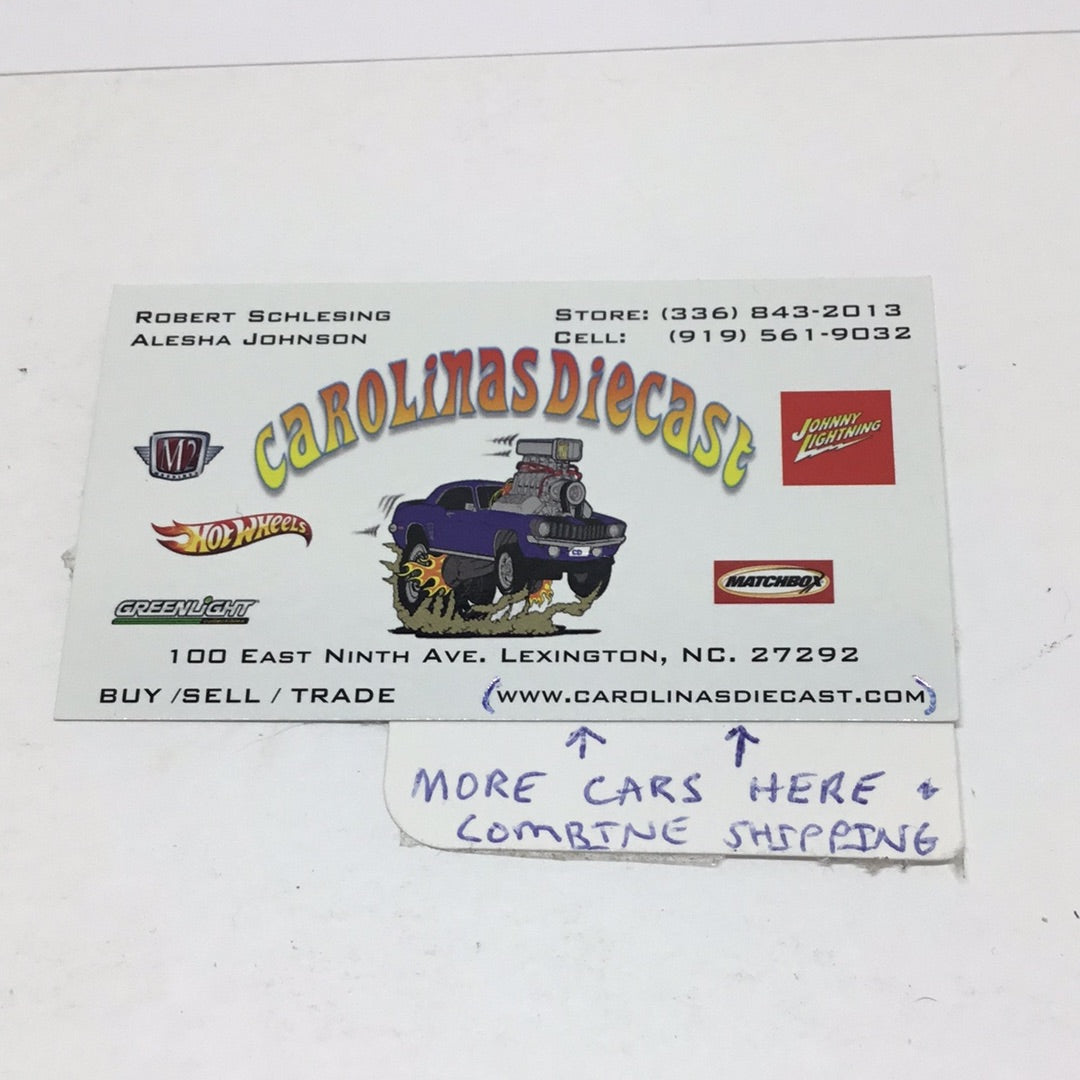 ROBERT SCHLESING
ALESHA JOHNSON
STORE: (336) 843-2013
CELL: (919) 561-9032
CAROLINAS DIECAST
M2
JOHNNY
LIGHTNING
HOT WHEELS
CD
MATCHBOX
GREENLIGHT
100 EAST NINTH AVE. LEXINGTON, NC. 27292
BUY /SELL / TRADE
(WWW.CAROLINASDIECAST.COM)
MORE CARS HERE +
COMBINE SHIPPING